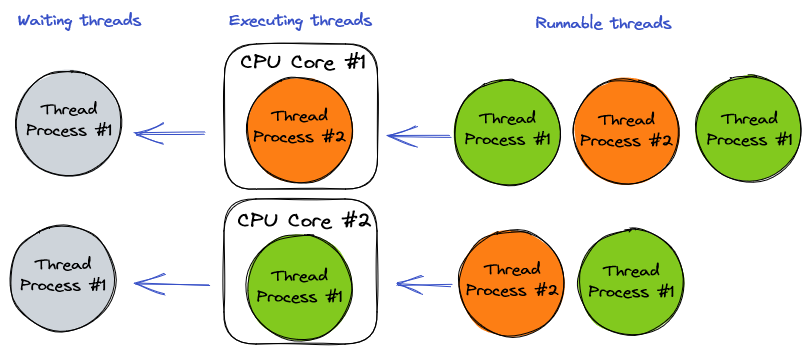 Waiting threads
Executing threads
Runnable threads
CPU Core #1
Thread
Process #1
Thread
Process #2
Thread
Process #1
Thread
Process #2
Thread
Process #1
CPU Core #2
Thread
Process #1
Thread
Process #1
Thread
Process #2
Thread
Process #1